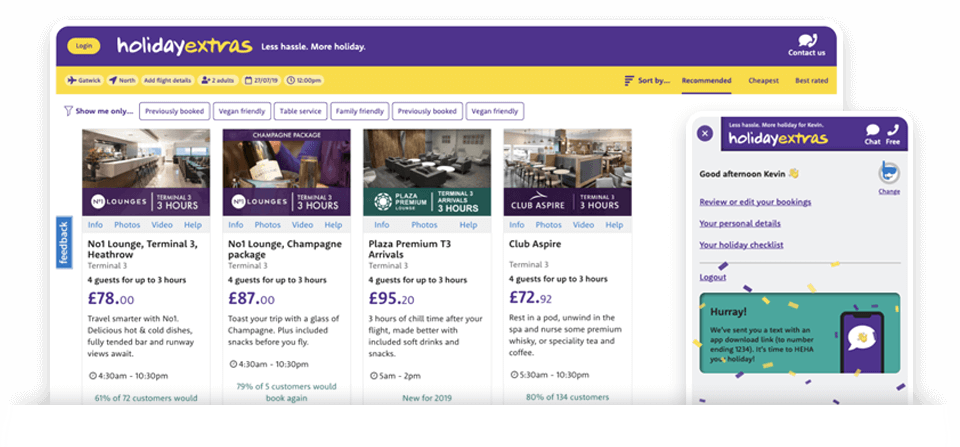 Login
holidayextras
Less hassle. More holiday.
Contact us
Gatwick
North
Add flight details
2 adults
27/07/19
12:00pm
Sort by...
Recommended
Cheapest
Best rated
Show me only...
Previously booked
Vegan friendly
Table service
Family friendly
Previously booked
Vegan friendly
feedback
Nº1 LOUNGES
TERMINAL 3
3 HOURS
Info Photos Video Help
No1 Lounge, Terminal 3,
Heathrow
Terminal 3
4 guests for up to 3 hours
£78.00
Travel smarter with No1.
Delicious hot & cold dishes,
fully tended bar and runway
views await.
4:30am - 10:30pm
61% of 72 customers would
CHAMPAGNE PACKAGE
Nº1 LOUNGES
TERMINAL 3
3 HOURS
Info Photos Video Help
No1 Lounge, Champagne
package
Terminal 3
4 guests for up to 3 hours
£87.00
Toast your trip with a glass of
Champagne. Plus included
snacks before you fly.
4:30am - 10:30pm
79% of 5 customers would
book again
PLAZA
PREMIUM
LOUNGE
TERMINAL 3
ARRIVALS
3 HOURS
Info Photos Video Help
Plaza Premium T3
Arrivals
Terminal 3
4 guests for up to 3 hours
£95.20
3 hours of chill time after your
flight, made better with
included soft drinks and
snacks.
5am - 2pm
New for 2019
CLUB ASPIRE
TERMINAL 3
3 HOURS
Info Photos Video Help
Club Aspire
Terminal 3
4 guests for up to 3 hours
£72.92
Rest in a pod, unwind in the
spa and nurse some premium
whisky, or speciality tea and
coffee.
5:30am - 10:30pm
80% of 134 customers
Less hassle. More holiday for Kevin.
holidayextras
Chat
Free
Good afternoon Kevin
Change
Review or edit your bookings
Your personal details
Your holiday checklist
Logout
Hurray!
We've sent you a text with an
app download link (to number
ending 1234). It's time to HEHA
your holiday!